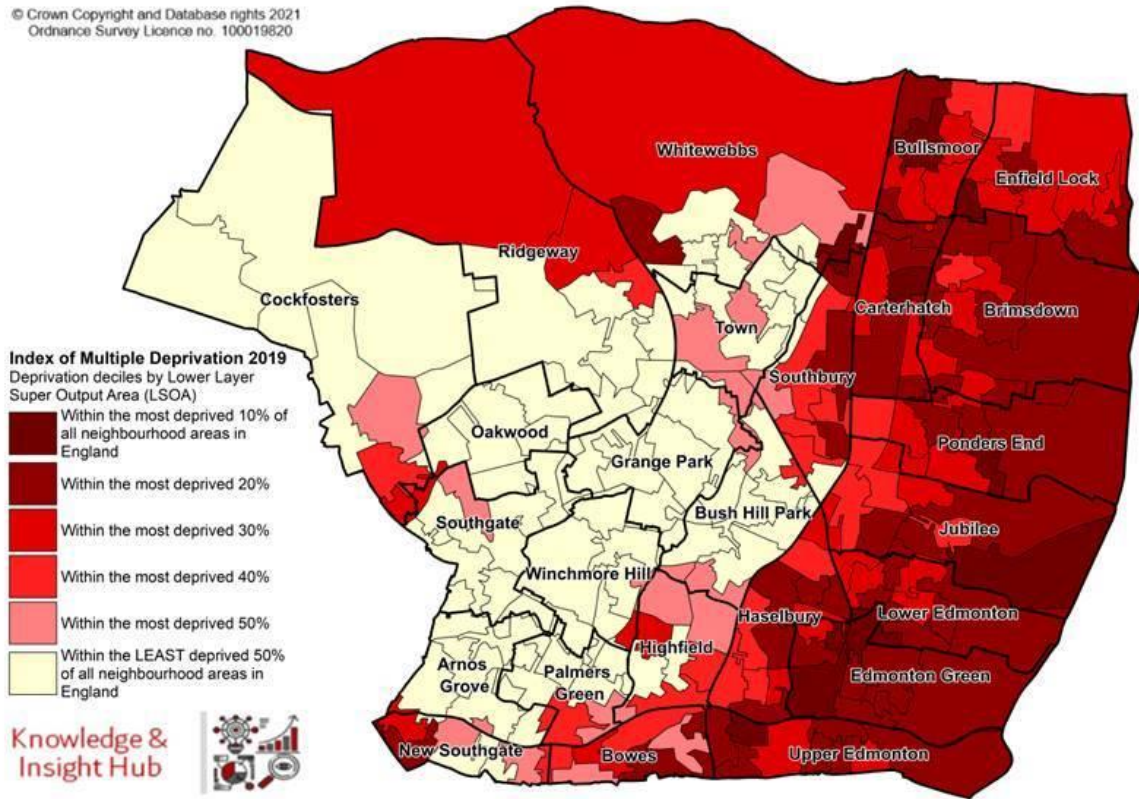 © Crown Copyright and Database rights 2021
Ordnance Survey Licence no. 100019820
Whitewebbs
Bullsmoor
Enfield Lock
Ridgeway
Cockfosters
Town
Carterhatch
Brimsdown
Southbury
Oakwood
Grange Park
Ponders End
Bush Hill Park
Southgate
Jubilee
Winchmore Hill
Haselbury
Lower Edmonton
Highfield
Arnos
Grove
Palmers
Green
Edmonton Green
New Southgate
Bowes
Upper Edmonton
Index of Multiple Deprivation 2019
Deprivation deciles by Lower Layer
Super Output Area (LSOA)
Within the most deprived 10% of
all neighbourhood areas in
England
Within the most deprived 20%
Within the most deprived 30%
Within the most deprived 40%
Within the most deprived 50%
Within the LEAST deprived 50%
of all neighbourhood areas in
England
Knowledge &
Insight Hub